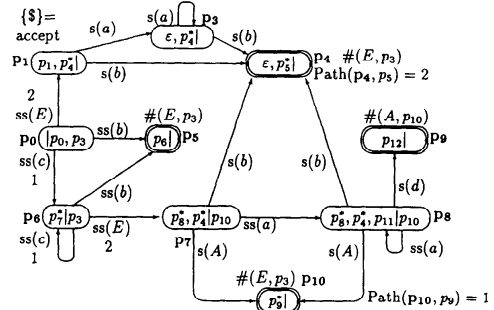 {$}=
accept
s(a)
s(a)
p₃
ε, p₄*|
s(b)
p₁
p₁, p₄*|
s(b)
ε, p₅*|
p₄ #(E, p₃)
Path(p₄, p₅) = 2
2
ss(E)
#(E, p₃)
#(A, p₁₀)
p₀
|p₀, p₃
ss(b)
p₆|
p₅
p₁₂|
p₉
ss(c)
1
ss(b)
s(b)
s(b)
s(d)
p₆
p₇*|p₃
ss(E)
2
p₈*, p₄*|p₁₀
ss(a)
p₈*, p₄*, p₁₁|p₁₀
p₈
ss(c)
1
p₇
s(A)
s(A)
ss(a)
#(E, p₃) p₁₀
p₉*|
Path(p₁₀, p₉) = 1